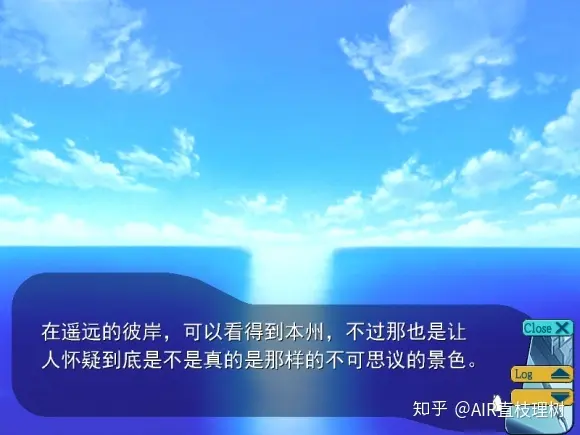 在遥远的彼岸，可以看得到本州，不过那也是让
人怀疑到底是不是真的是那样的不可思议的景色。
Close
Log
知乎 @AIR直枝理树